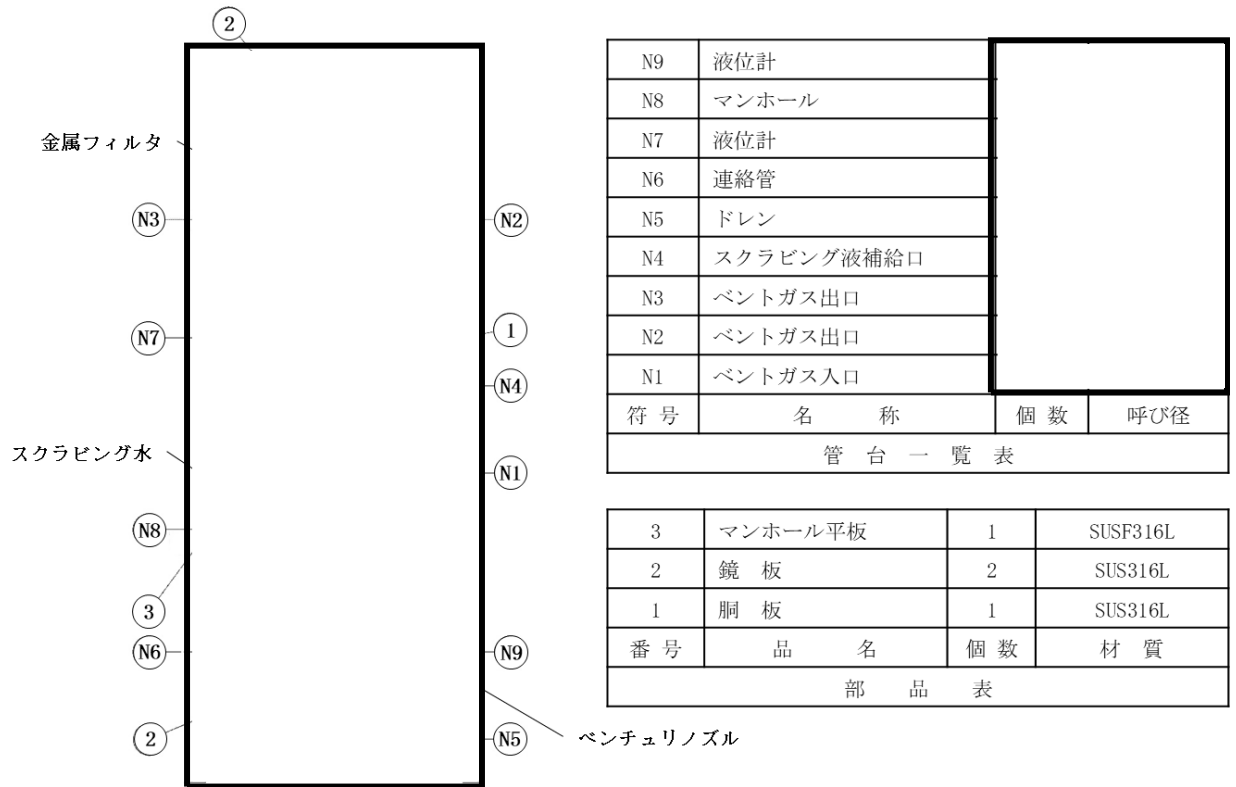 ②
金属フィルタ
N3
N2
N7
1
N4
スクラビング水
N1
N8
3
N6
N9
2
N5
ベンチュリノズル
N9 液位計
N8 マンホール
N7 液位計
N6 連絡管
N5 ドレン
N4 スクラビング液補給口
N3 ベントガス出口
N2 ベントガス出口
N1 ベントガス入口
符号 名称 個数 呼び径
管台一覧表
3 マンホール平板 1 SUSF316L
2 鏡板 2 SUS316L
1 胴板 1 SUS316L
番号 品名 個数 材質
部品表